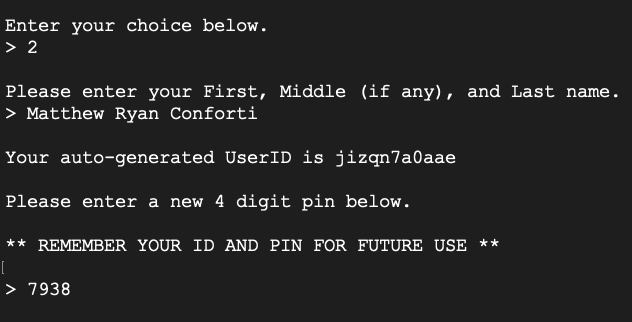 Enter your choice below.
> 2
Please enter your First, Middle (if any), and Last name.
> Matthew Ryan Conforti
Your auto-generated UserID is jizqn7a0aae
Please enter a new 4 digit pin below.
** REMEMBER YOUR ID AND PIN FOR FUTURE USE **
[
> 7938